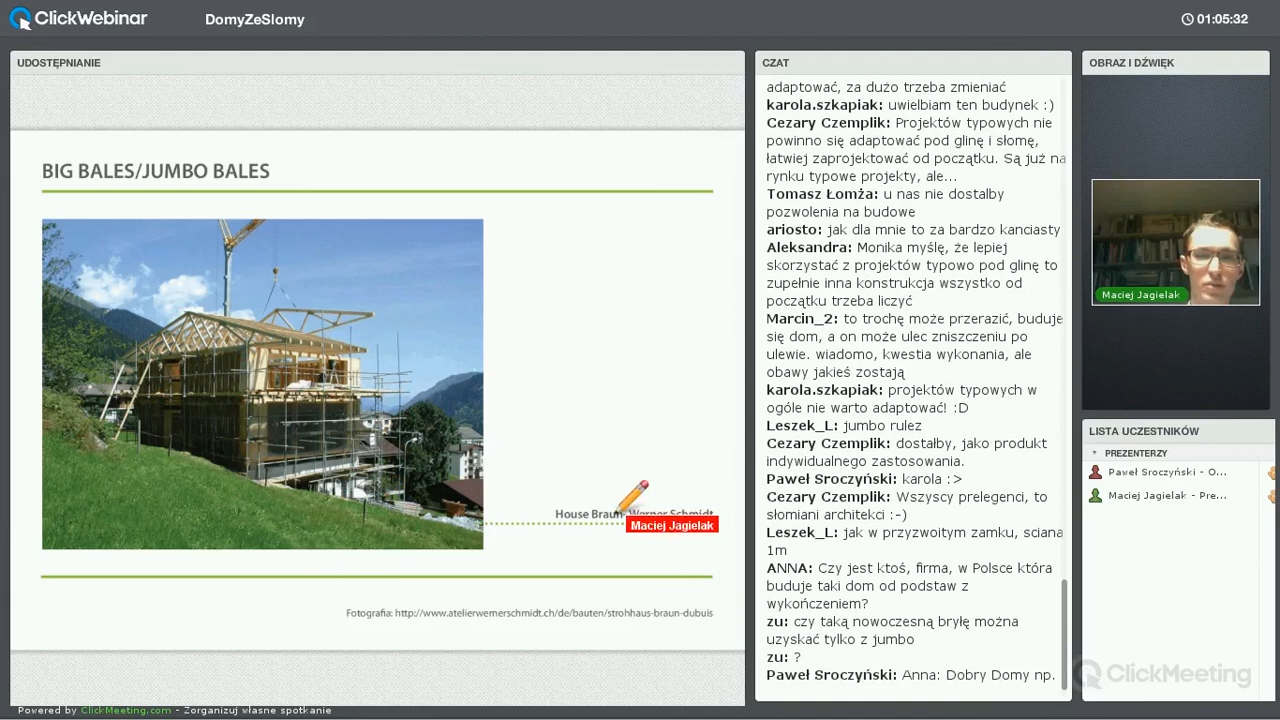 ClickWebinar
DomyZeSlomy
01:05:32
UDOSTĘPNIANIE
BIG BALES/JUMBO BALES
House Braun- Werner Schmidt
Maciej Jagielak
Fotografia: http://www.atelierwernerschmidt.ch/de/bauten/strohhaus-braun-dubuis
CZAT
adaptować, za dużo trzeba zmieniać
karola.szkapiak: uwielbiam ten budynek :)
Cezary Czemplik: Projektów typowych nie
powinno się adaptować pod glinę i słomę,
łatwiej zaprojektować od początku. Są już na
rynku typowe projekty, ale...
Tomasz Łomża: u nas nie dostalby
pozwolenia na budowe
ariosto: jak dla mnie to za bardzo kanciasty
Aleksandra: Monika myślę, że lepiej
skorzystać z projektów typowo pod glinę to
zupełnie inna konstrukcja wszystko od
początku trzeba liczyć
Marcin_2: to trochę może przerazić, buduje
się dom, a on może ulec zniszczeniu po
ulewie. wiadomo, kwestia wykonania, ale
obawy jakieś zostają
karola.szkapiak: projektów typowych w
ogóle nie warto adaptować! :D
Leszek_L: jumbo rulez
Cezary Czemplik: dostałby, jako produkt
indywidualnego zastosowania.
Paweł Sroczyński: karola :>
Cezary Czemplik: Wszyscy prelegenci, to
słomiani architekci :-)
Leszek_L: jak w przyzwoitym zamku, sciana
1m
ANNA: Czy jest ktoś, firma, w Polsce która
buduje taki dom od podstaw z
wykończeniem?
zu: czy taką nowoczesną bryłę można
uzyskać tylko z jumbo
zu: ?
Paweł Sroczyński: Anna: Dobry Domy np.
OBRAZ I DŹWIĘK
Maciej Jagielak
LISTA UCZESTNIKÓW
PREZENTERZY
Paweł Sroczyński - O...
Maciej Jagielak - Pre...
ClickMeeting
Powered by ClickMeeting.com - Zorganizuj własne spotkanie